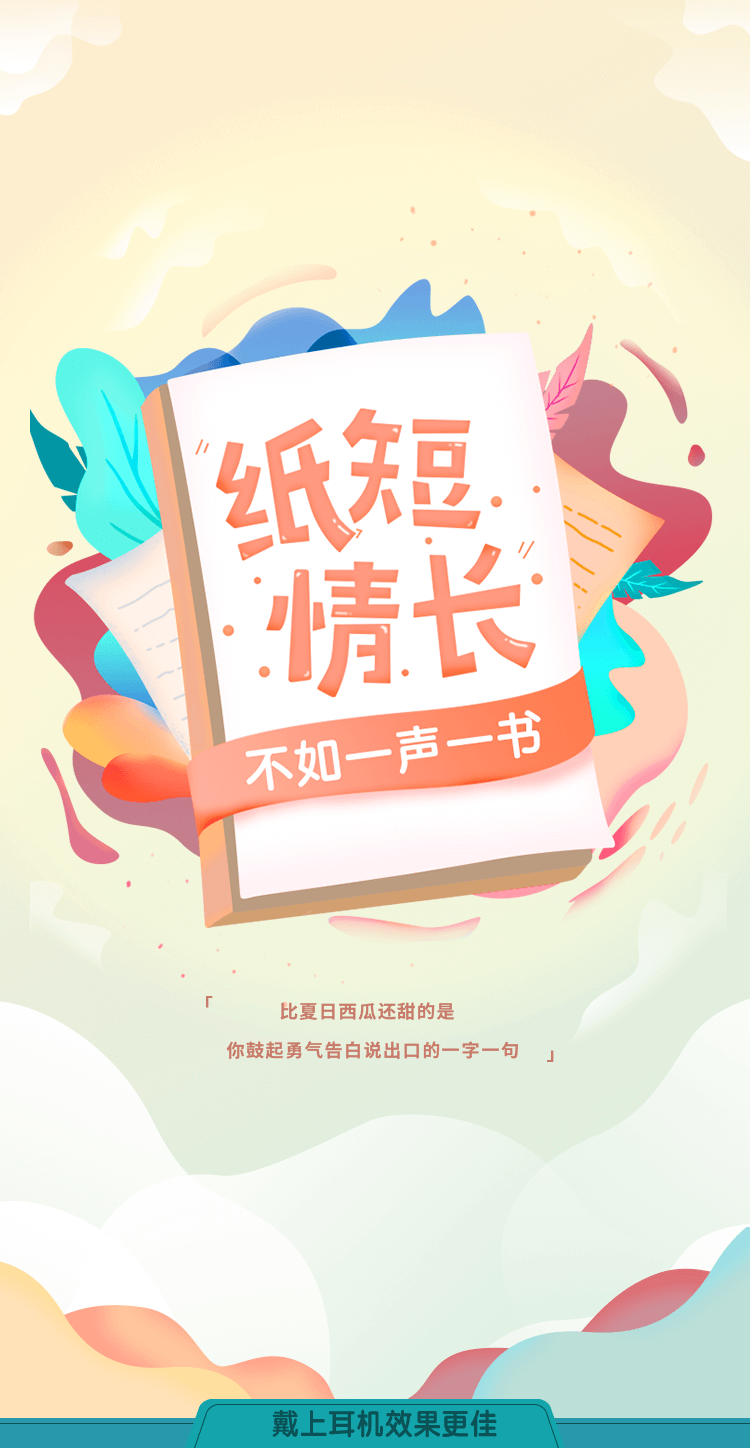 纸短
情长
不如一声一书
「 比夏日西瓜还甜的是
你鼓起勇气告白说出口的一字一句 」
戴上耳机效果更佳